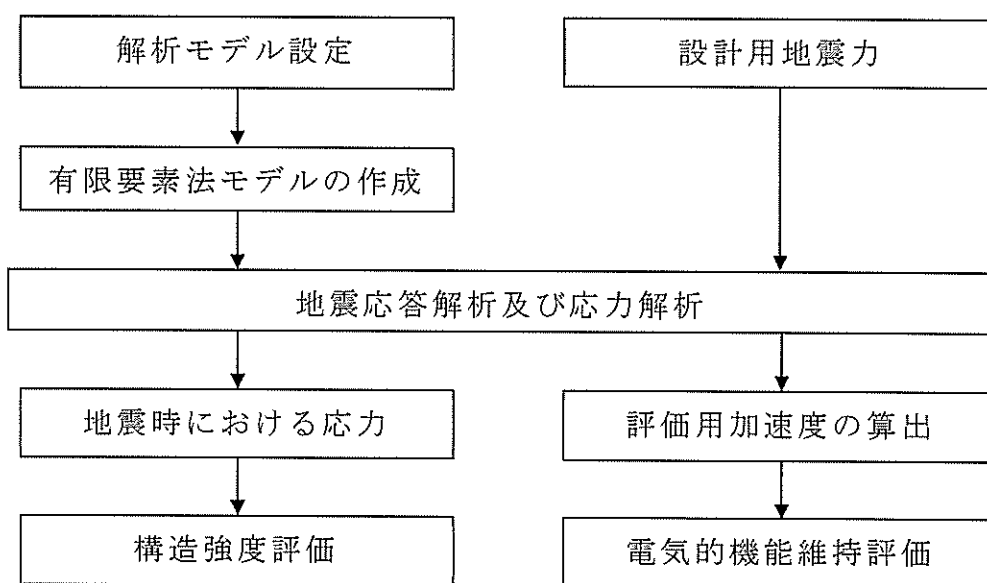 解析モデル設定
設計用地震力
有限要素法モデルの作成
地震応答解析及び応力解析
地震時における応力
評価用加速度の算出
構造強度評価
電気的機能維持評価